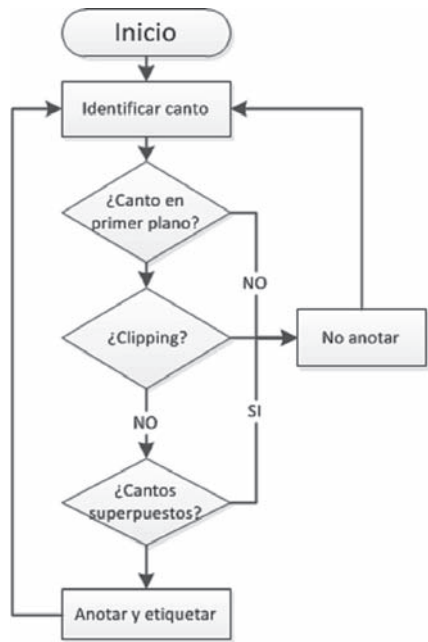 Inicio
Identificar canto
¿Canto en
primer plano?
NO
¿Clipping?
No anotar
NO
SI
¿Cantos
superpuestos?
Anotar y etiquetar